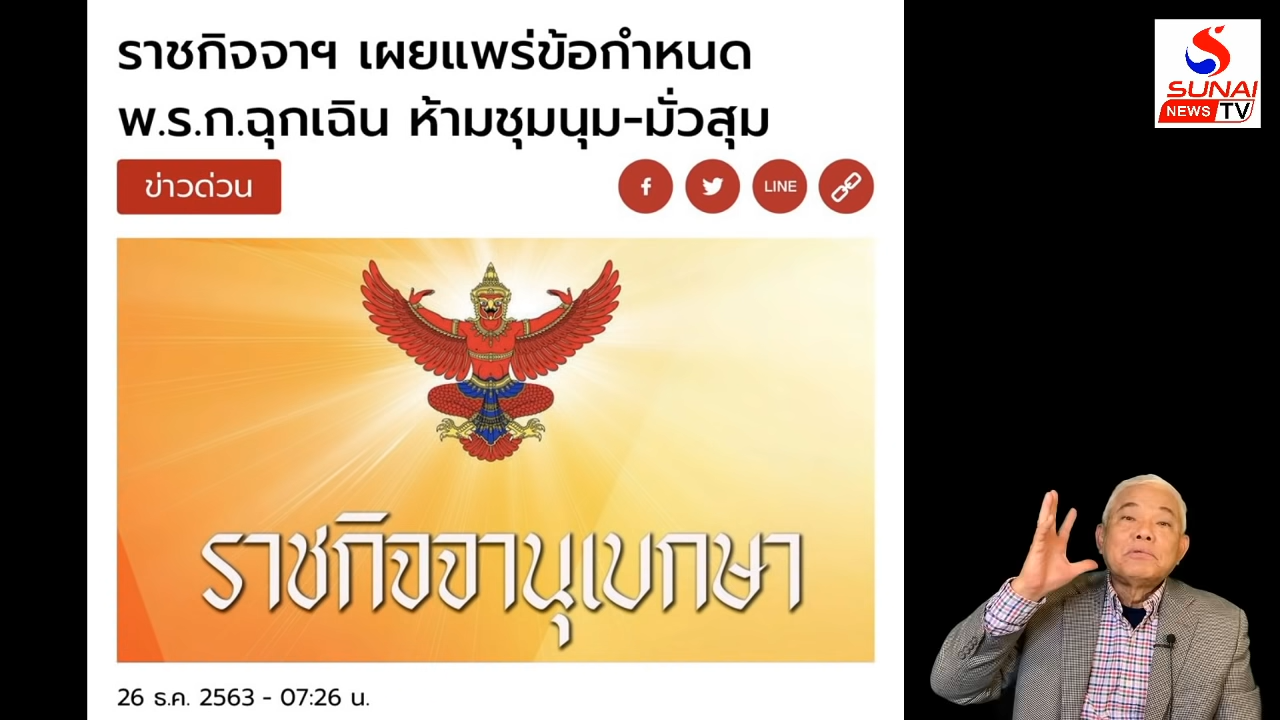 ราชกิจจาฯ เผยแพร่ข้อกำหนด
พ.ร.ก.ฉุกเฉิน ห้ามชุมนุม-มั่วสุม
ข่าวด่วน
LINE
ราชกิจจานุเบกษา
26 ธ.ค. 2563 - 07:26 น.
SUNAI
NEWS TV